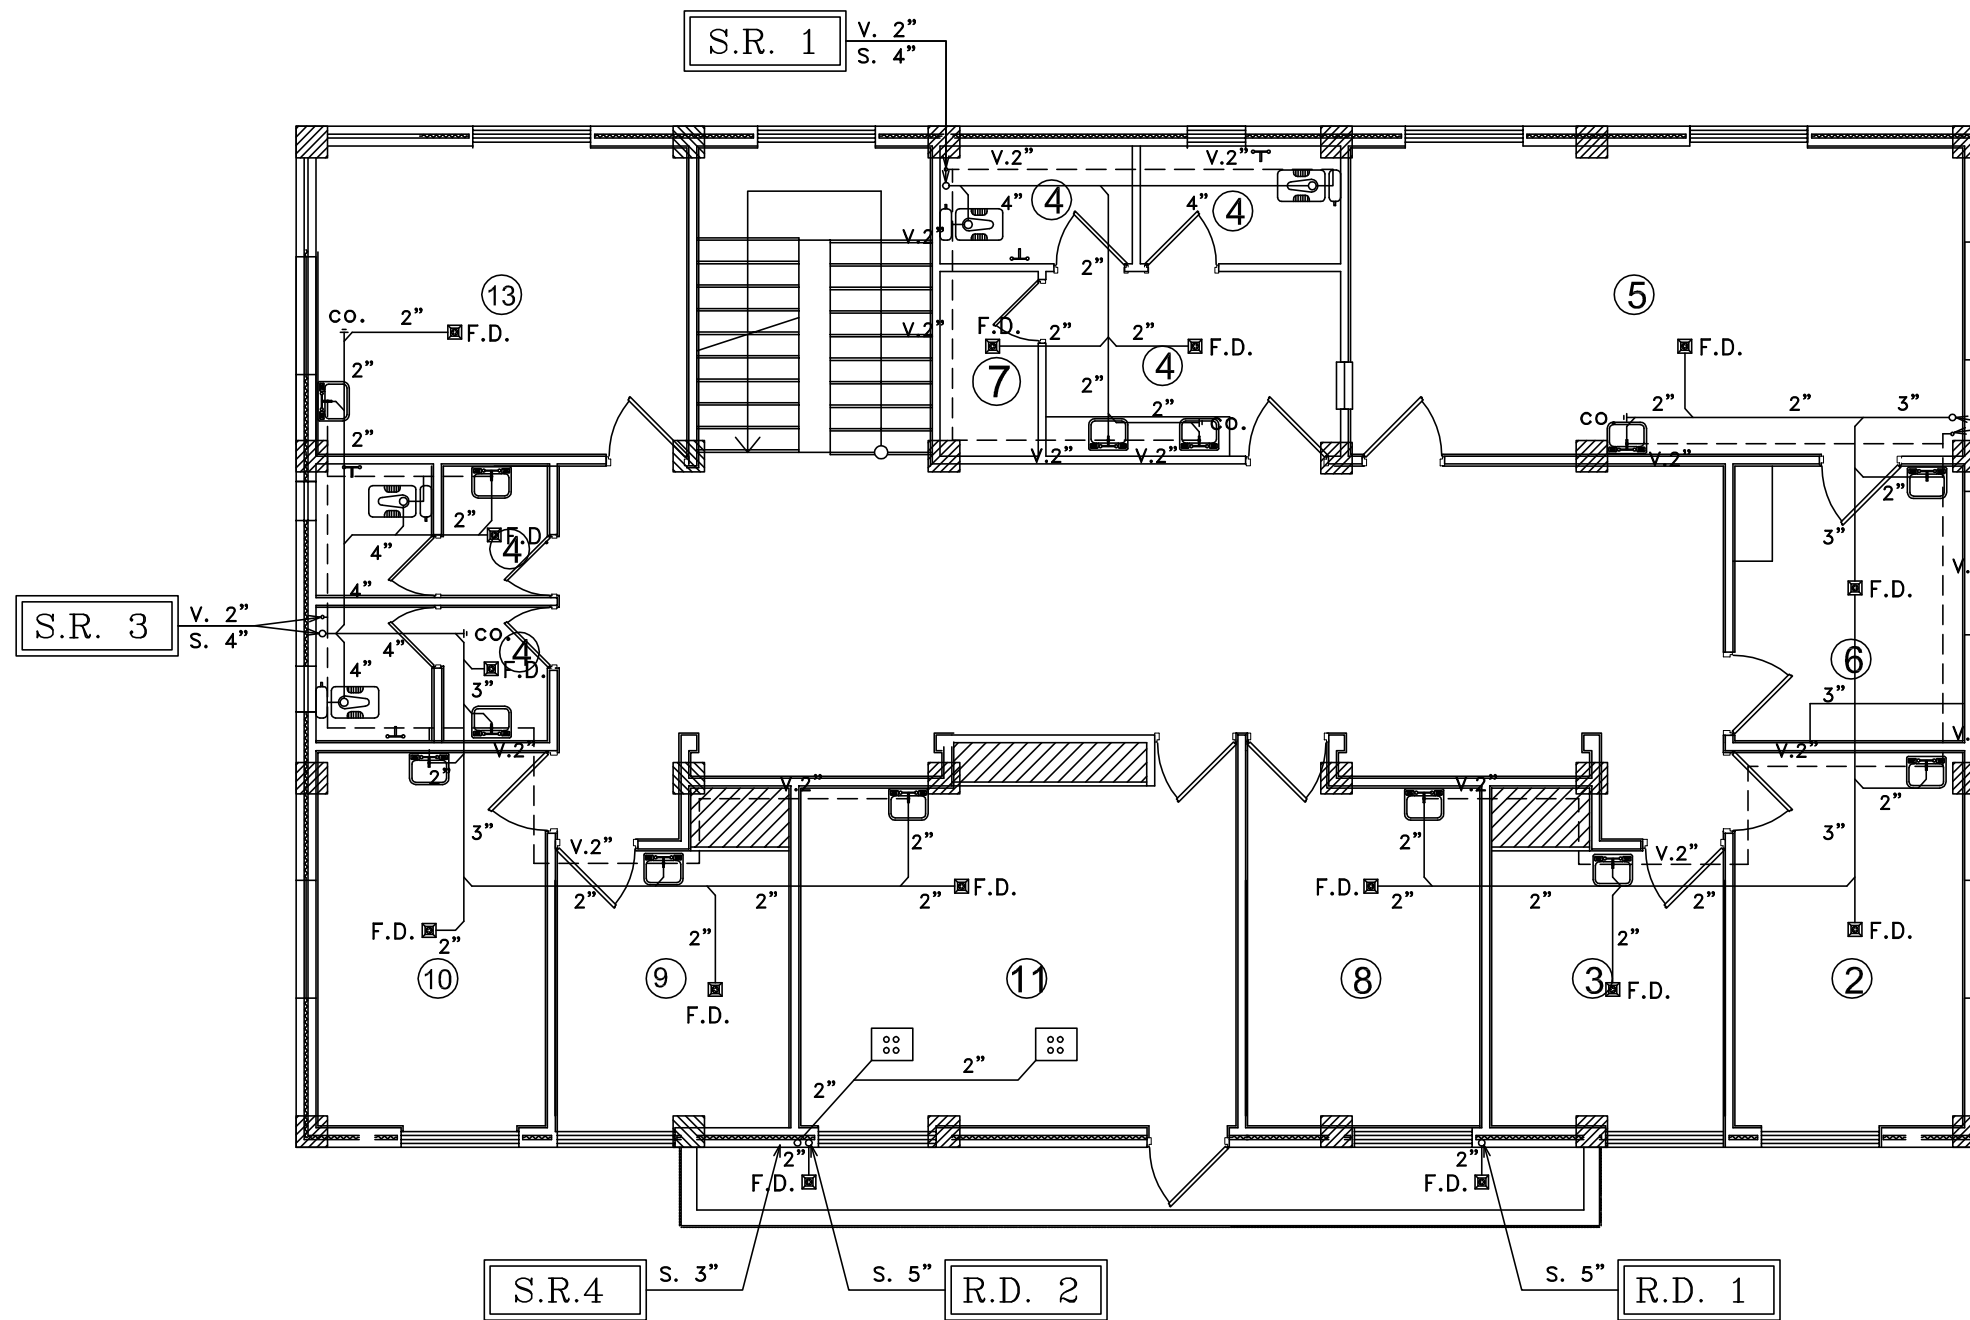 S.R. 1
V. 2”
S. 4”
V.2”
V.2”
4”
4
4”
4
V.2”
2”
13
5
CO.
2”
F.D.
F.D.
V.2”
2”
2”
F.D.
F.D.
4
7
2”
2”
2”
CO.
CO.
2”
2”
3”
2”
V.2”
V.2”
V.2”
2”
2”
F.D.
4
4”
3”
F.D.
V.
4”
S.R. 3
V. 2”
S. 4”
CO.
4
4”
4”
F.D.
3”
6
3”
V.2”
2”
V.2”
V.2”
V.2”
V.
2”
3”
V.2”
2”
2”
V.2”
3”
2”
2”
2”
F.D.
2”
F.D.
2”
2”
2”
F.D.
2”
2”
2”
F.D.
10
9
F.D.
11
8
3
F.D.
2
2”
2”
2”
F.D.
2”
F.D.
S.R.4
S. 3”
S. 5”
R.D. 2
S. 5”
R.D. 1